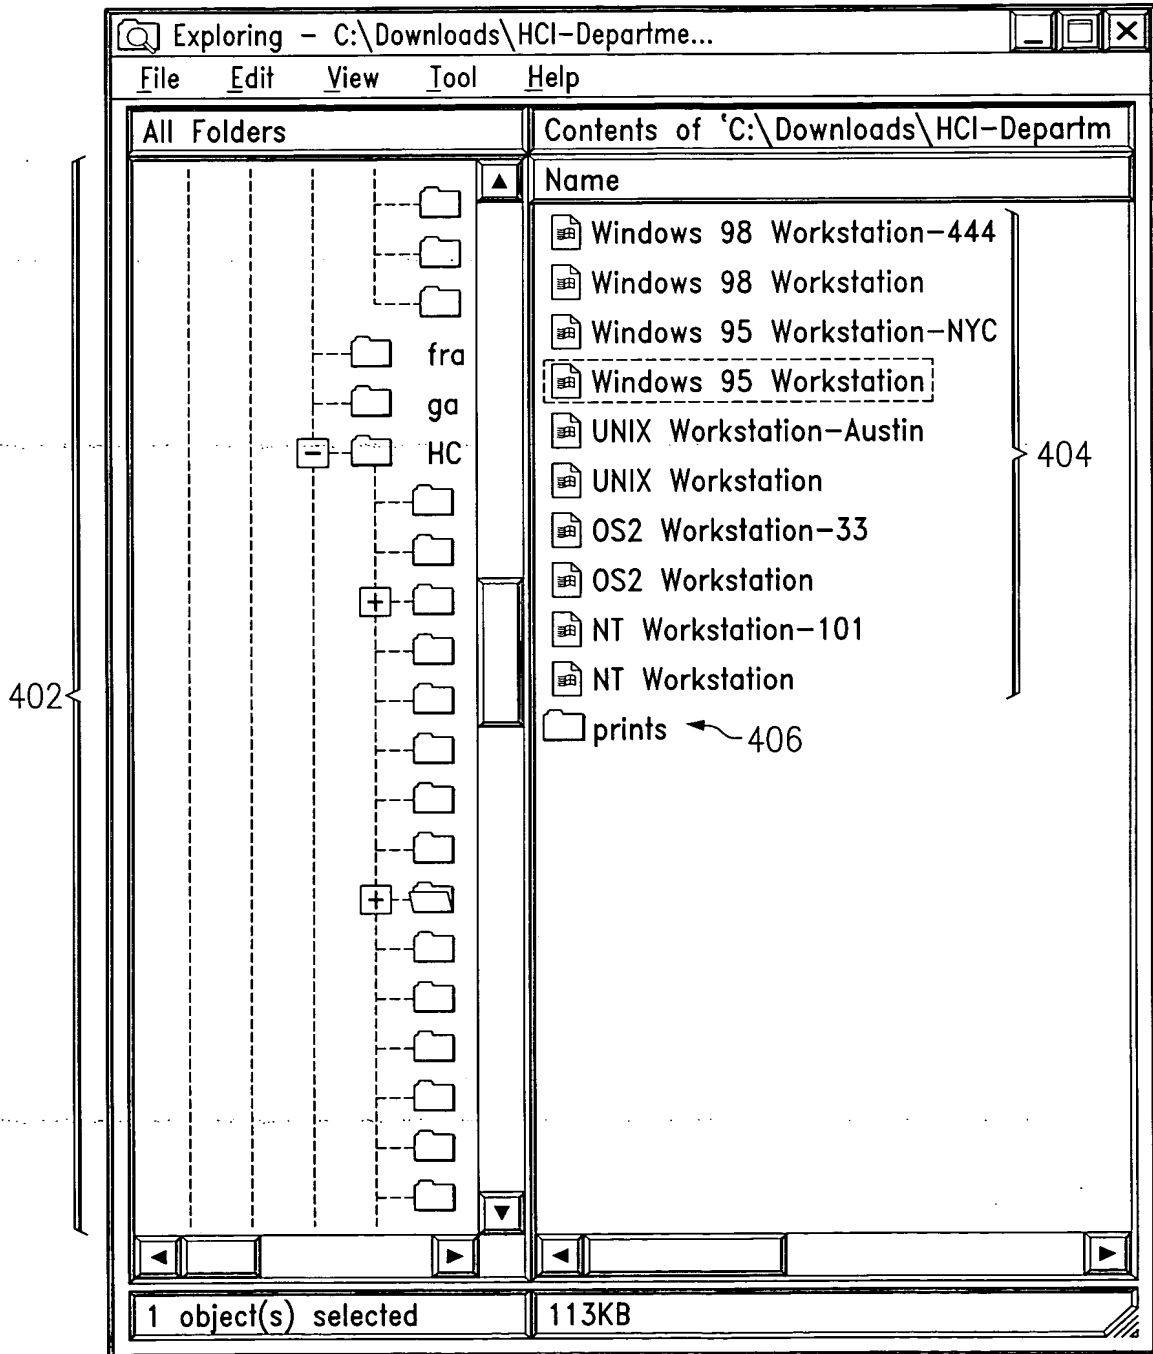 Exploring – C:\Downloads\HCI–Departme...
File Edit View Tool Help
All Folders
Contents of 'C:\Downloads\HCI–Departm
Name
Windows 98 Workstation–444
Windows 98 Workstation
Windows 95 Workstation–NYC
fra
Windows 95 Workstation
ga
UNIX Workstation–Austin
HC
404
UNIX Workstation
OS2 Workstation–33
OS2 Workstation
NT Workstation–101
NT Workstation
402
prints
406
1 object(s) selected
113KB